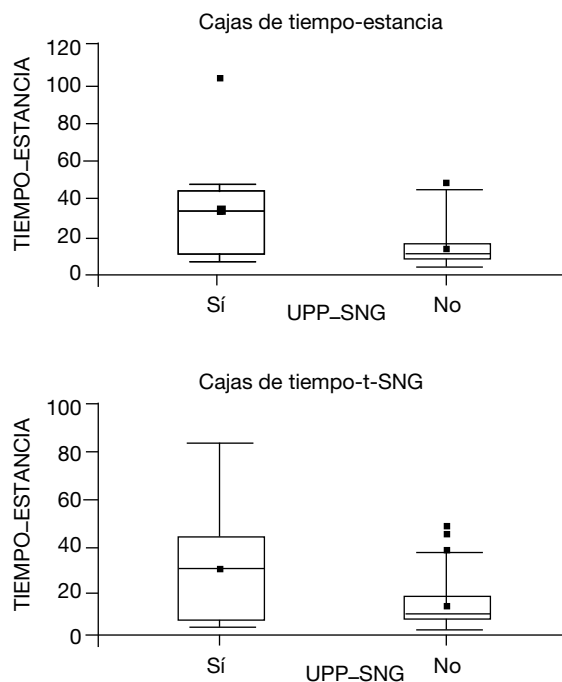 Cajas de tiempo-estancia
TIEMPO_ESTANCIA
120
100
80
60
40
20
0
Sí
No
UPP_SNG
Cajas de tiempo-t-SNG
TIEMPO_ESTANCIA
100
80
60
40
20
0
Sí
No
UPP_SNG